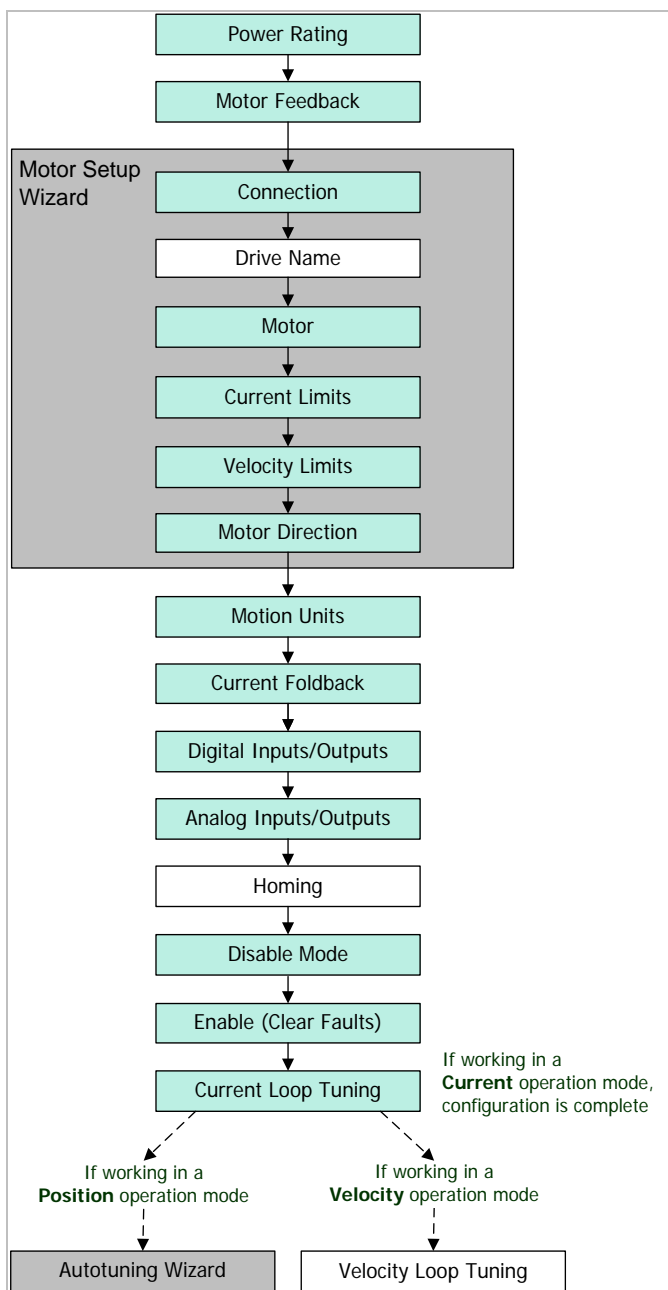 Power Rating
Motor Feedback
Motor Setup
Wizard
Connection
Drive Name
Motor
Current Limits
Velocity Limits
Motor Direction
Motion Units
Current Foldback
Digital Inputs/Outputs
Analog Inputs/Outputs
Homing
Disable Mode
Enable (Clear Faults)
Current Loop Tuning
If working in a
Current operation mode,
configuration is complete
If working in a
Position operation mode
If working in a
Velocity operation mode
Autotuning Wizard
Velocity Loop Tuning